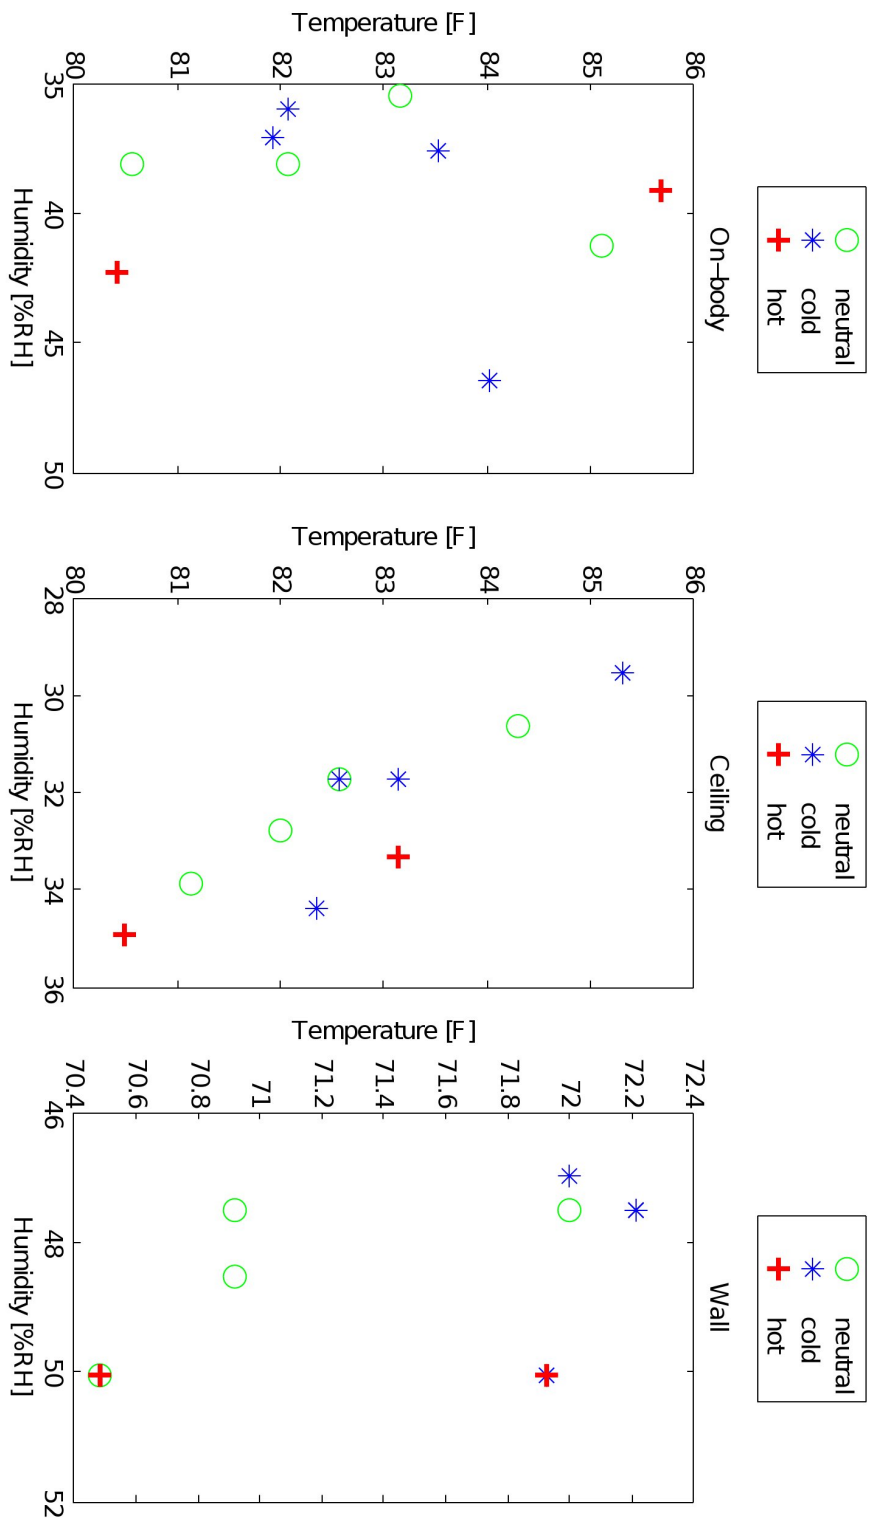 neutral
cold
hot
On-body
Temperature [F]
86
85
84
83
82
81
80
35
40
45
50
Humidity [%RH]
neutral
cold
hot
Ceiling
Temperature [F]
86
85
84
83
82
81
80
28
30
32
34
36
Humidity [%RH]
neutral
cold
hot
Wall
Temperature [F]
72.4
72.2
72
71.8
71.6
71.4
71.2
71
70.8
70.6
70.4
46
48
50
52
Humidity [%RH]